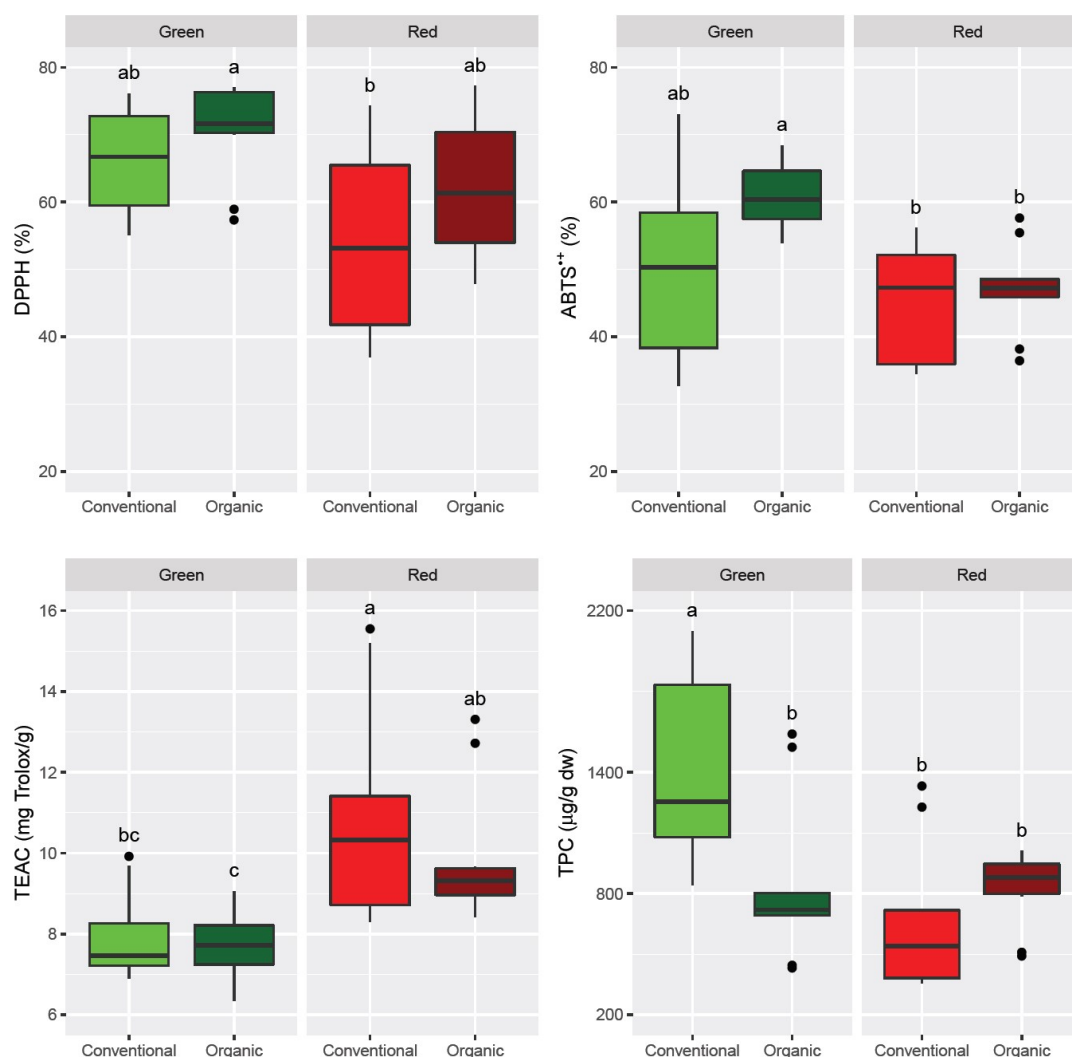 Green Red
80
60
40
20
DPPH (%)
ab a b ab
Conventional Organic Conventional Organic
Green Red
80
60
40
20
ABTS•+ (%)
ab a b b
Conventional Organic Conventional Organic
Green Red
16
14
12
10
8
6
TEAC (mg Trolox/g)
bc c a ab
Conventional Organic Conventional Organic
Green Red
2200
1400
800
200
TPC (µg/g dw)
a b b b
Conventional Organic Conventional Organic